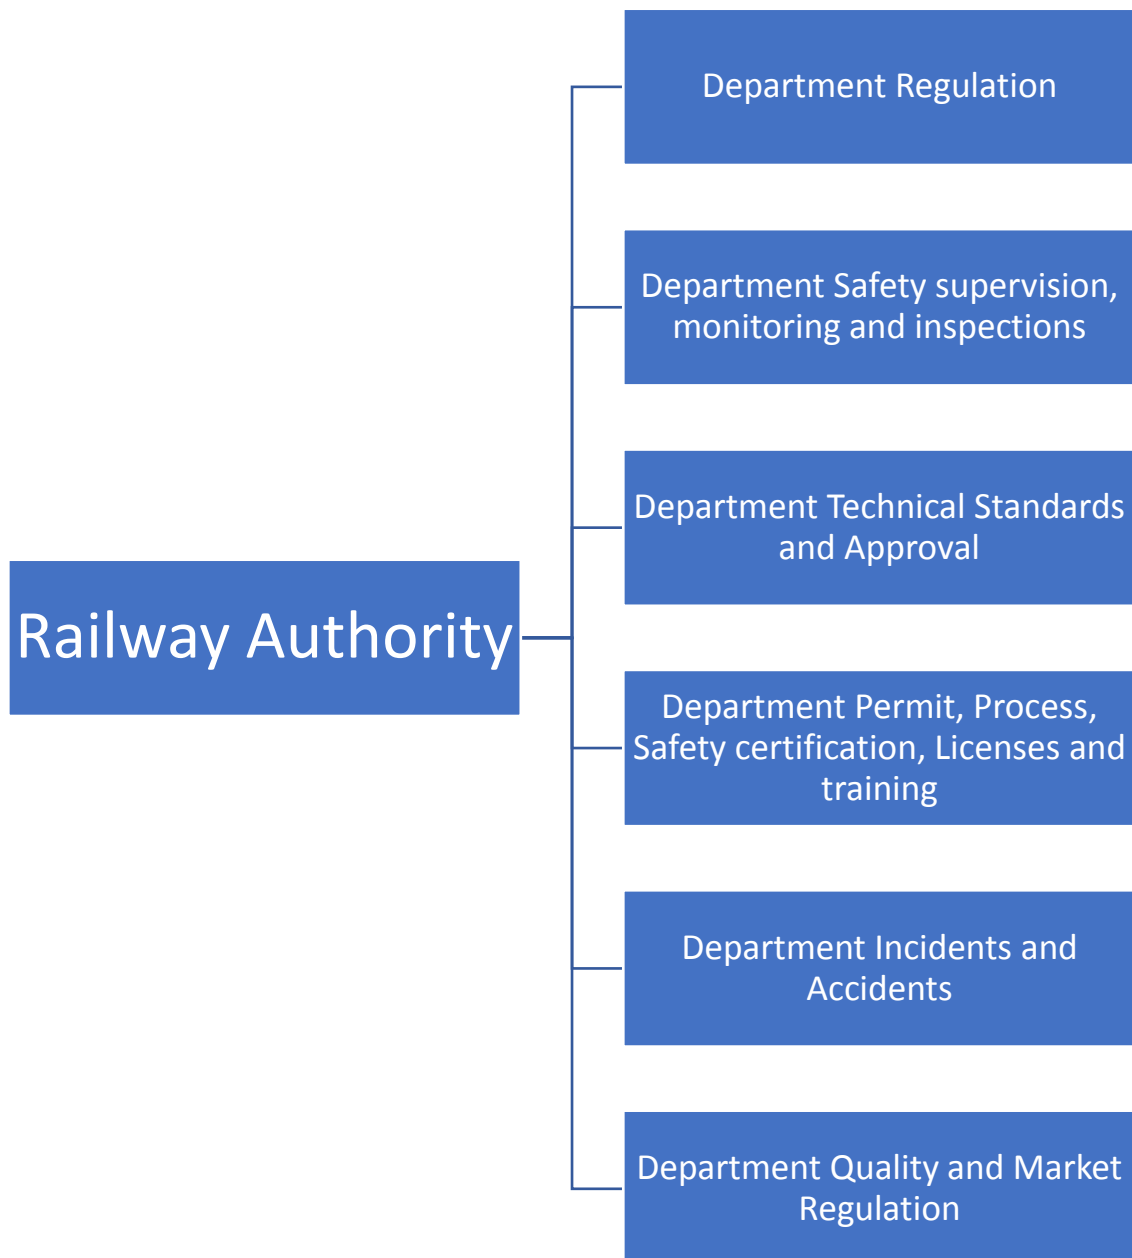 Department Regulation
Department Safety supervision,
monitoring and inspections
Department Technical Standards
and Approval
Railway Authority
Department Permit, Process,
Safety certification, Licenses and
training
Department Incidents and
Accidents
Department Quality and Market
Regulation